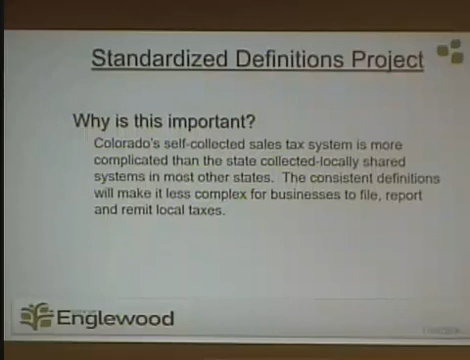 Standardized Definitions Project
Why is this important?
Colorado's self-collected sales tax system is more
complicated than the state collected-locally shared
systems in most other states. The consistent definitions
will make it less complex for businesses to file, report
and remit local taxes.
Englewood